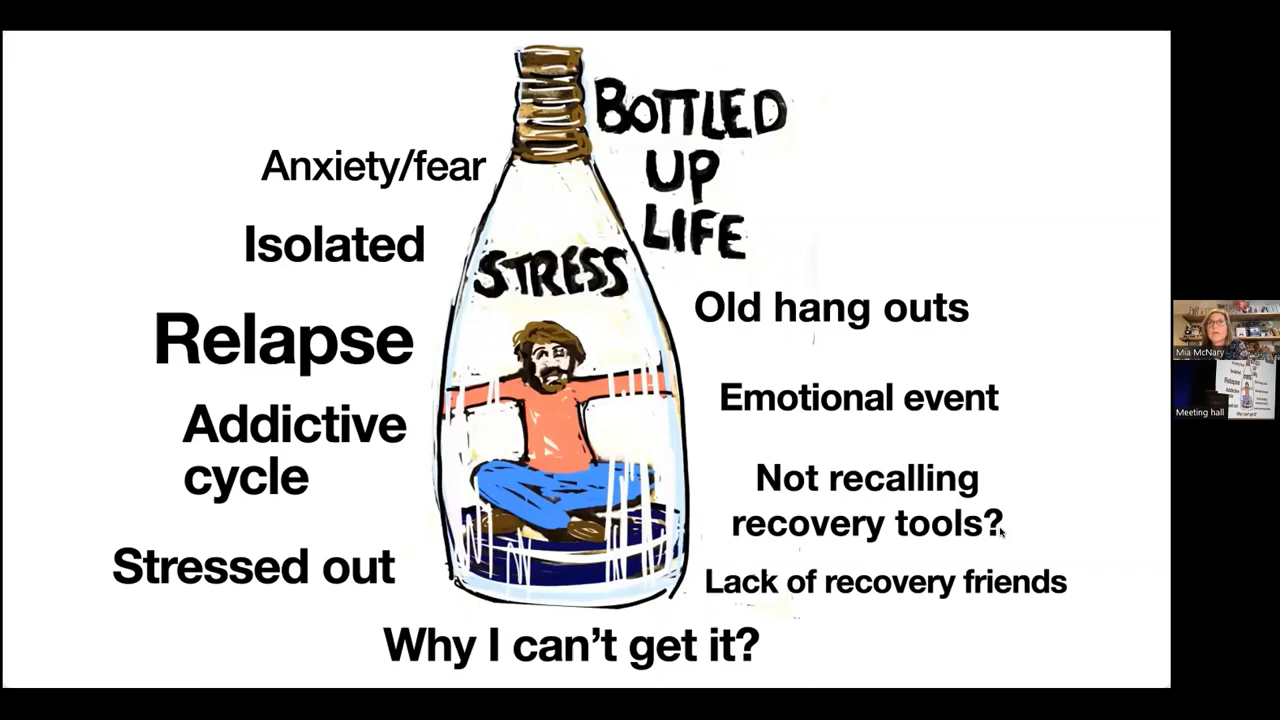 BOTTLED
UP
LIFE
Anxiety/fear
Isolated
STRESS
Relapse
Old hang outs
Addictive
cycle
Emotional event
Not recalling
recovery tools?
Stressed out
Lack of recovery friends
Why I can't get it?
Mia McNary
Meeting hall